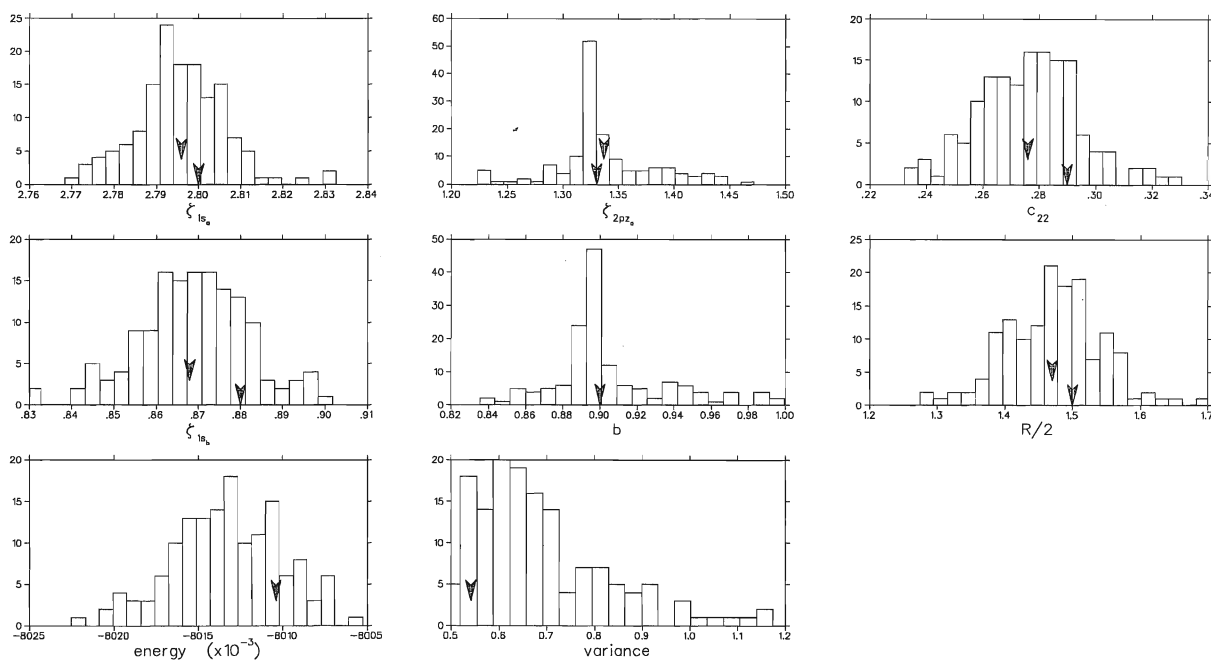 25
20
15
10
5
0
2.76 2.77 2.78 2.79 2.80 2.81 2.82 2.83 2.84
ζ1sₐ
60
50
40
30
20
10
0
1.20 1.25 1.30 1.35 1.40 1.45 1.50
ζ2pzₐ
20
15
10
5
0
.22 .24 .26 .28 .30 .32 .34
c₂₂
20
15
10
5
0
.83 .84 .85 .86 .87 .88 .89 .90 .91
ζ1s_b
50
40
30
20
10
0
0.82 0.84 0.86 0.88 0.90 0.92 0.94 0.96 0.98 1.00
b
25
20
15
10
5
0
1.2 1.3 1.4 1.5 1.6 1.7
R/2
20
15
10
5
0
-8025 -8020 -8015 -8010 -8005
energy (x10⁻³)
20
15
10
5
0
0.5 0.6 0.7 0.8 0.9 1.0 1.1 1.2
variance